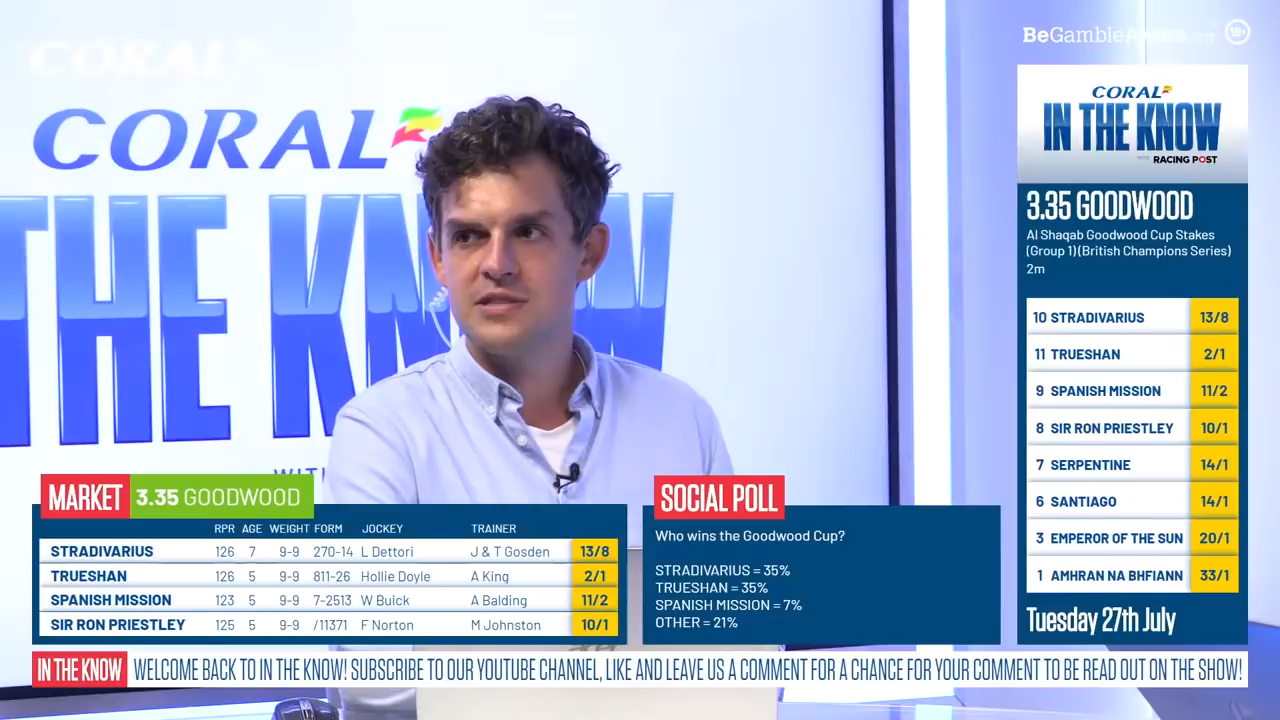 CORAL
BeGambleAware.org 18+
CORAL
THE KNOW
WITH
CORAL
IN THE KNOW
WITH RACING POST
3.35 GOODWOOD
Al Shaqab Goodwood Cup Stakes
(Group 1)(British Champions Series)
2m
10 STRADIVARIUS 13/8
11 TRUESHAN 2/1
9 SPANISH MISSION 11/2
8 SIR RON PRIESTLEY 10/1
7 SERPENTINE 14/1
6 SANTIAGO 14/1
3 EMPEROR OF THE SUN 20/1
1 AMHRAN NA BHFIANN 33/1
Tuesday 27th July
MARKET 3.35 GOODWOOD
RPR AGE WEIGHT FORM JOCKEY TRAINER
STRADIVARIUS 126 7 9-9 270-14 L Dettori J & T Gosden 13/8
TRUESHAN 126 5 9-9 811-26 Hollie Doyle A King 2/1
SPANISH MISSION 123 5 9-9 7-2513 W Buick A Balding 11/2
SIR RON PRIESTLEY 125 5 9-9 /11371 F Norton M Johnston 10/1
SOCIAL POLL
Who wins the Goodwood Cup?
STRADIVARIUS = 35%
TRUESHAN = 35%
SPANISH MISSION = 7%
OTHER = 21%
IN THE KNOW WELCOME BACK TO IN THE KNOW! SUBSCRIBE TO OUR YOUTUBE CHANNEL, LIKE AND LEAVE US A COMMENT FOR A CHANCE FOR YOUR COMMENT TO BE READ OUT ON THE SHOW!